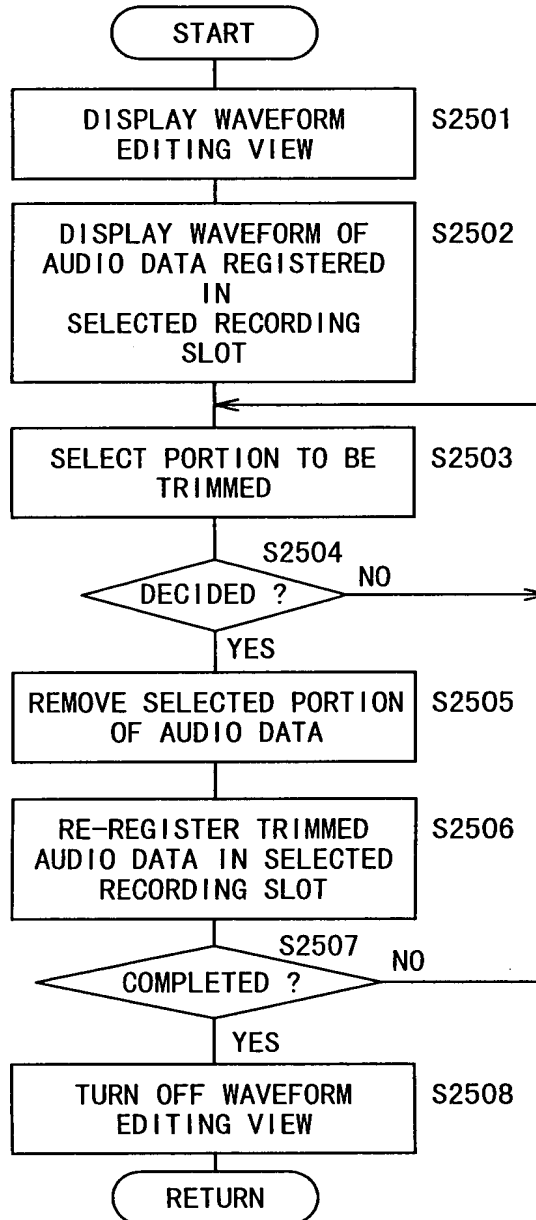 START
DISPLAY WAVEFORM
EDITING VIEW
S2501
DISPLAY WAVEFORM OF
AUDIO DATA REGISTERED
IN
SELECTED RECORDING
SLOT
S2502
SELECT PORTION TO BE
TRIMMED
S2503
S2504
DECIDED ?
NO
YES
REMOVE SELECTED PORTION
OF AUDIO DATA
S2505
RE-REGISTER TRIMMED
AUDIO DATA IN SELECTED
RECORDING SLOT
S2506
S2507
COMPLETED ?
NO
YES
TURN OFF WAVEFORM
EDITING VIEW
S2508
RETURN